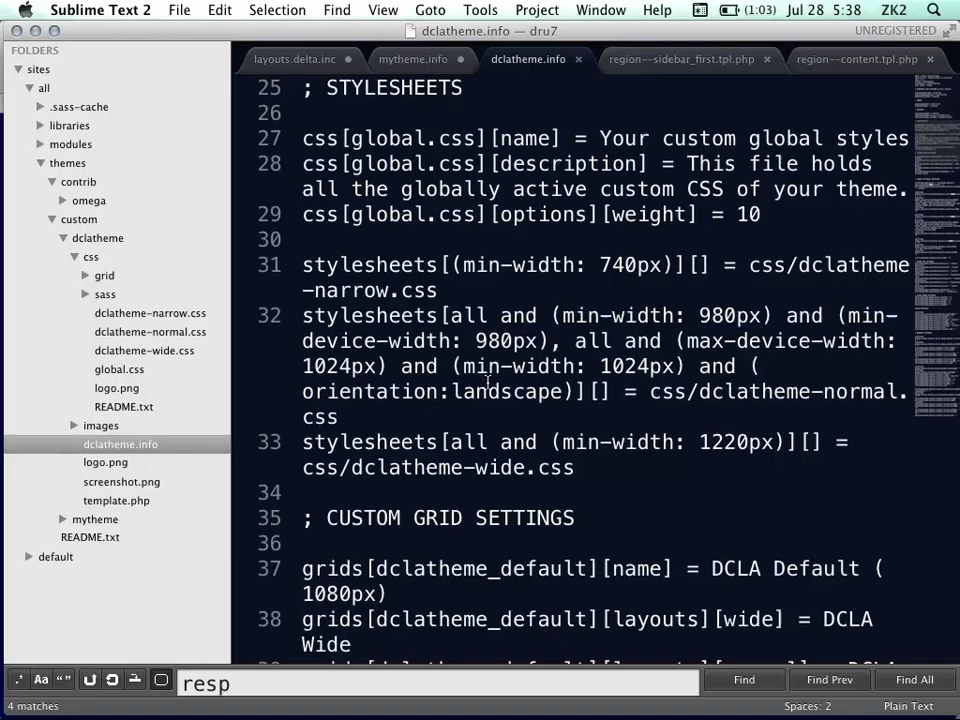 Sublime Text 2 File Edit Selection Find View Goto Tools Project Window Help (1:03) Jul 28 5:38 ZK2
dclatheme.info — dru7 UNREGISTERED
FOLDERS
sites
all
.sass-cache
libraries
modules
themes
contrib
omega
custom
dclatheme
css
grid
sass
dclatheme-narrow.css
dclatheme-normal.css
dclatheme-wide.css
global.css
logo.png
README.txt
images
dclatheme.info
logo.png
screenshot.png
template.php
mytheme
README.txt
default
layouts.delta.inc mytheme.info dclatheme.info × region--sidebar_first.tpl.php × region--content.tpl.php ×
25 ; STYLESHEETS
26
27 css[global.css][name] = Your custom global styles
28 css[global.css][description] = This file holds
all the globally active custom CSS of your theme.
29 css[global.css][options][weight] = 10
30
31 stylesheets[(min-width: 740px)][] = css/dclatheme
-narrow.css
32 stylesheets[all and (min-width: 980px) and (min-
device-width: 980px), all and (max-device-width:
1024px) and (min-width: 1024px) and (
orientation:landscape)][] = css/dclatheme-normal.
css
33 stylesheets[all and (min-width: 1220px)][] =
css/dclatheme-wide.css
34
35 ; CUSTOM GRID SETTINGS
36
37 grids[dclatheme_default][name] = DCLA Default (
1080px)
38 grids[dclatheme_default][layouts][wide] = DCLA
Wide
.* Aa “” resp Find Find Prev Find All
4 matches Spaces: 2 Plain Text